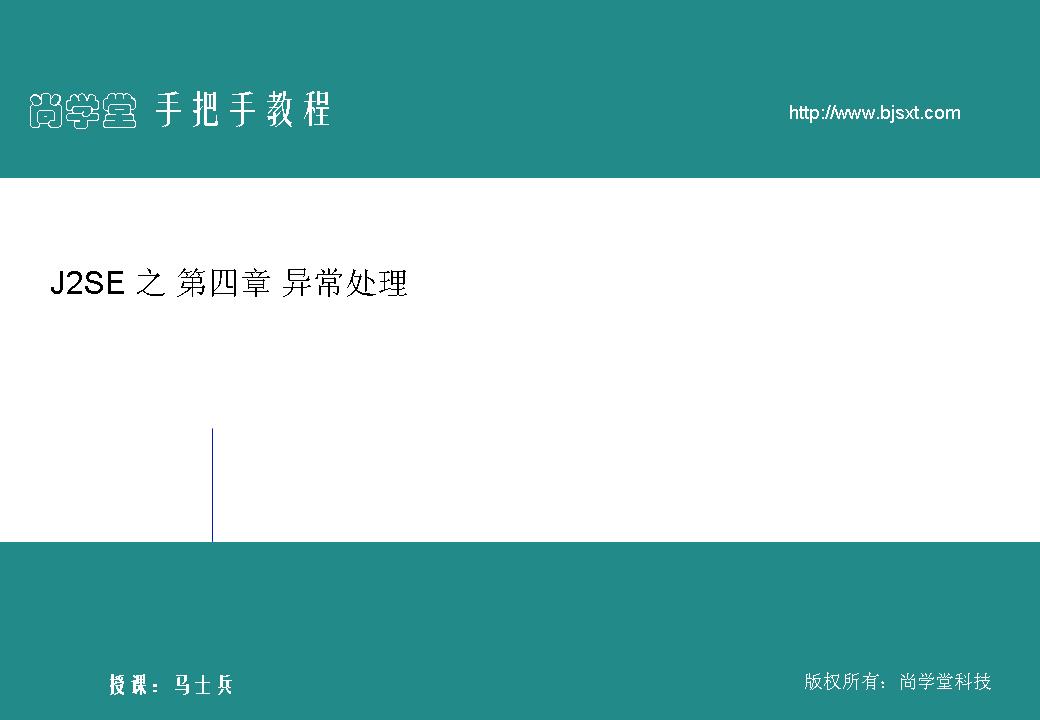 尚学堂 手把手教程
http://www.bjsxt.com
J2SE 之 第四章 异常处理
授课：马士兵
版权所有：尚学堂科技